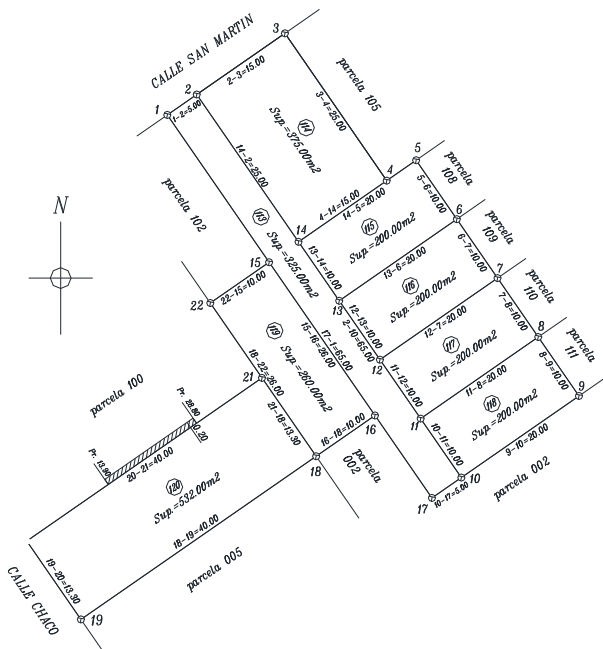 CALLE SAN MARTIN
3
2-3=15.00
2
1-2=5.00
1
parcela 105
3-4=25.00
114
Sup.=375.00m2
14-2=25.00
5
parcela 108
5-6=10.00
4
4-14=15.00
14-5=20.00
115
Sup.=200.00m2
parcela 102
N
113
Sup.=325.00m2
14
13-14=10.00
6
parcela 109
6-7=10.00
13-6=20.00
13
116
Sup.=200.00m2
15
22-15=10.00
22
7
parcela 110
7-8=10.00
12-7=20.00
12-13=10.00
2-10=65.00
17-1=65.00
15-16=26.00
12
117
Sup.=200.00m2
119
Sup.=260.00m2
18-22=26.00
8
parcela 111
8-9=10.00
11-8=20.00
11-12=10.00
11
118
Sup.=200.00m2
9
9-10=20.00
10-11=10.00
10
parcela 002
10-17=5.00
17
21
21-18=13.30
16
16-18=10.00
18
parcela 002
parcela 100
Pr. 28.80
0.20
Pr. 13.90
20-21=40.00
120
Sup.=532.00m2
18-19=40.00
parcela 005
19-20=13.30
19
CALLE CHACO